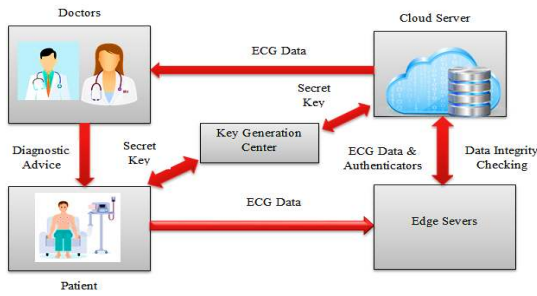 Doctors
Cloud Server
ECG Data
Secret
Key
Key Generation
Center
Diagnostic
Advice
Secret
Key
ECG Data &
Authenticators
Data Integrity
Checking
ECG Data
Edge Severs
Patient